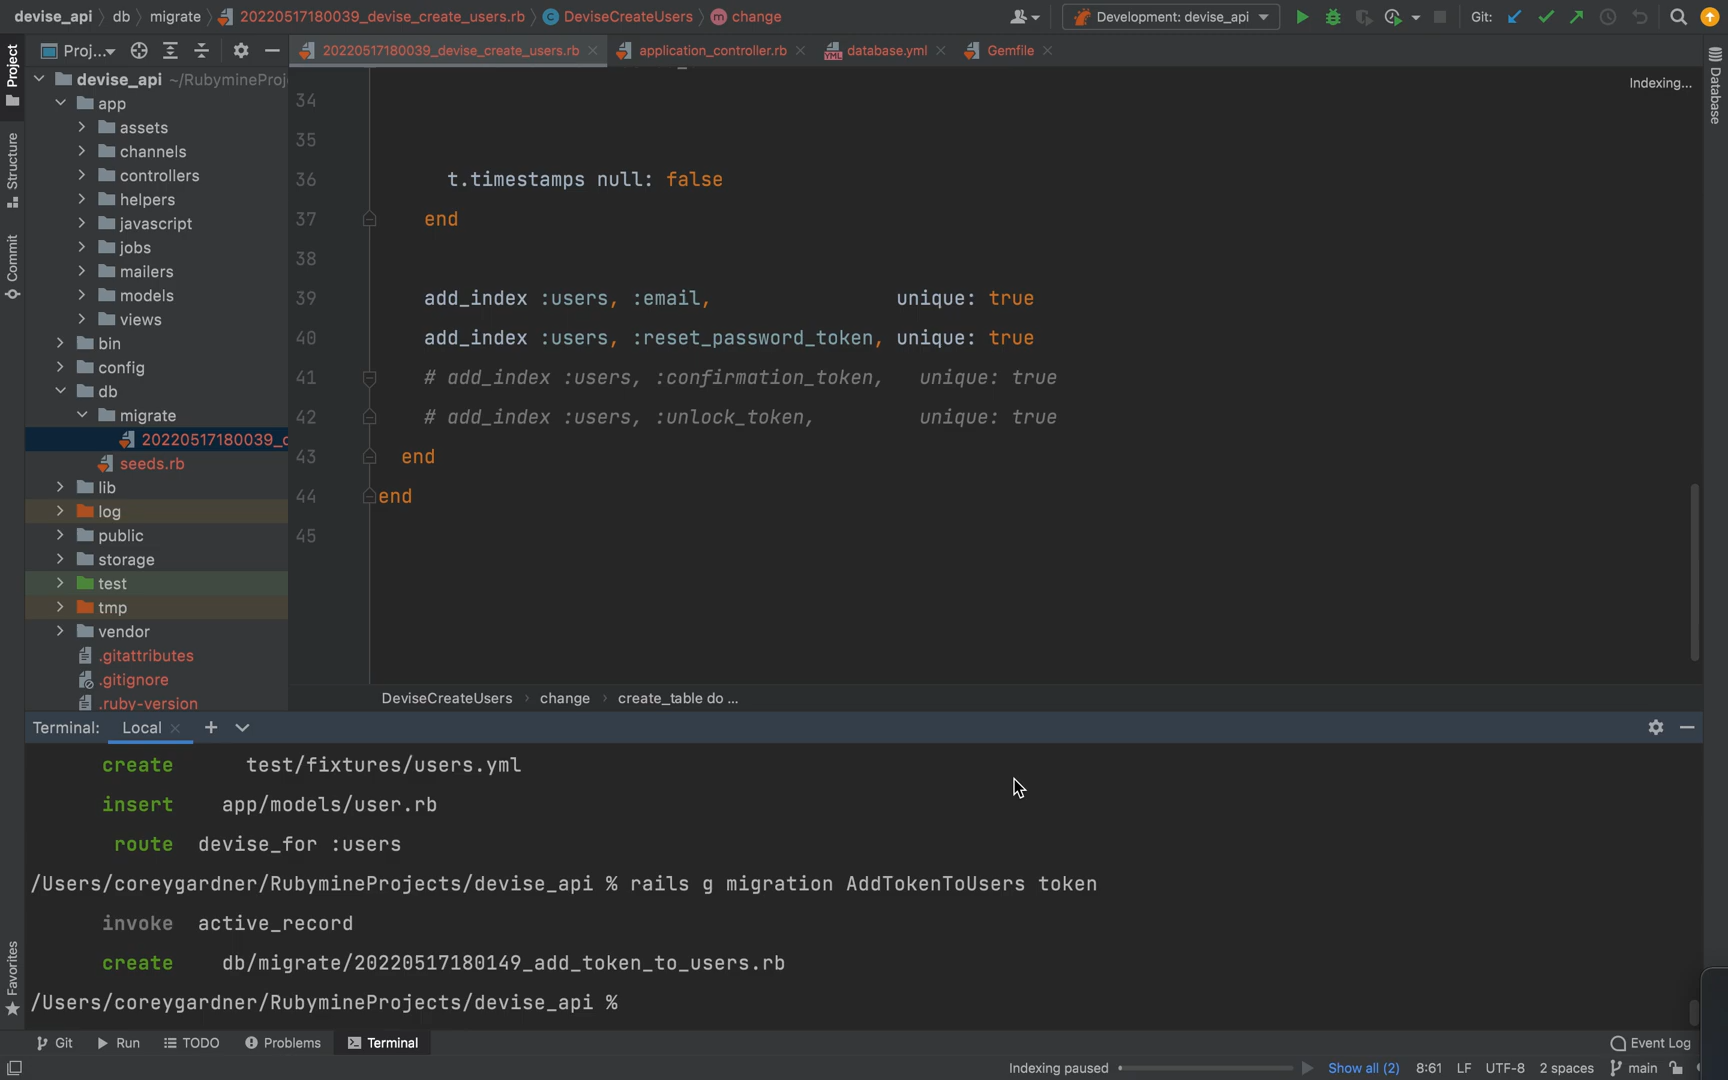 devise_api db migrate 20220517180039_devise_create_users.rb DeviseCreateUsers change
Development: devise_api
Git:
Proj...
20220517180039_devise_create_users.rb
application_controller.rb
database.yml
Gemfile
Project
Structure
Commit
Favorites
Database
Indexing...
devise_api ~/RubymineProj
app
assets
channels
controllers
helpers
javascript
jobs
mailers
models
views
bin
config
db
migrate
20220517180039_d
seeds.rb
lib
log
public
storage
test
tmp
vendor
.gitattributes
.gitignore
.ruby-version
34
35
36 t.timestamps null: false
37 end
38
39 add_index :users, :email, unique: true
40 add_index :users, :reset_password_token, unique: true
41 # add_index :users, :confirmation_token, unique: true
42 # add_index :users, :unlock_token, unique: true
43 end
44 end
45
DeviseCreateUsers change create_table do ...
Terminal: Local
create test/fixtures/users.yml
insert app/models/user.rb
route devise_for :users
/Users/coreygardner/RubymineProjects/devise_api % rails g migration AddTokenToUsers token
invoke active_record
create db/migrate/20220517180149_add_token_to_users.rb
/Users/coreygardner/RubymineProjects/devise_api %
Git Run TODO Problems Terminal Event Log
Indexing paused Show all (2) 8:61 LF UTF-8 2 spaces main